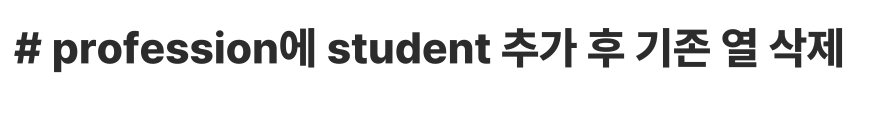 # profession에 student 추가 후 기존 열 삭제